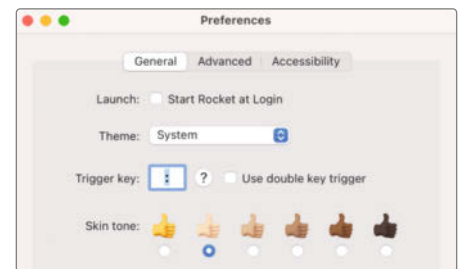 Preferences
General Advanced Accessibility
Launch: Start Rocket at Login
Theme: System
Trigger key: : ? Use double key trigger
Skin tone: